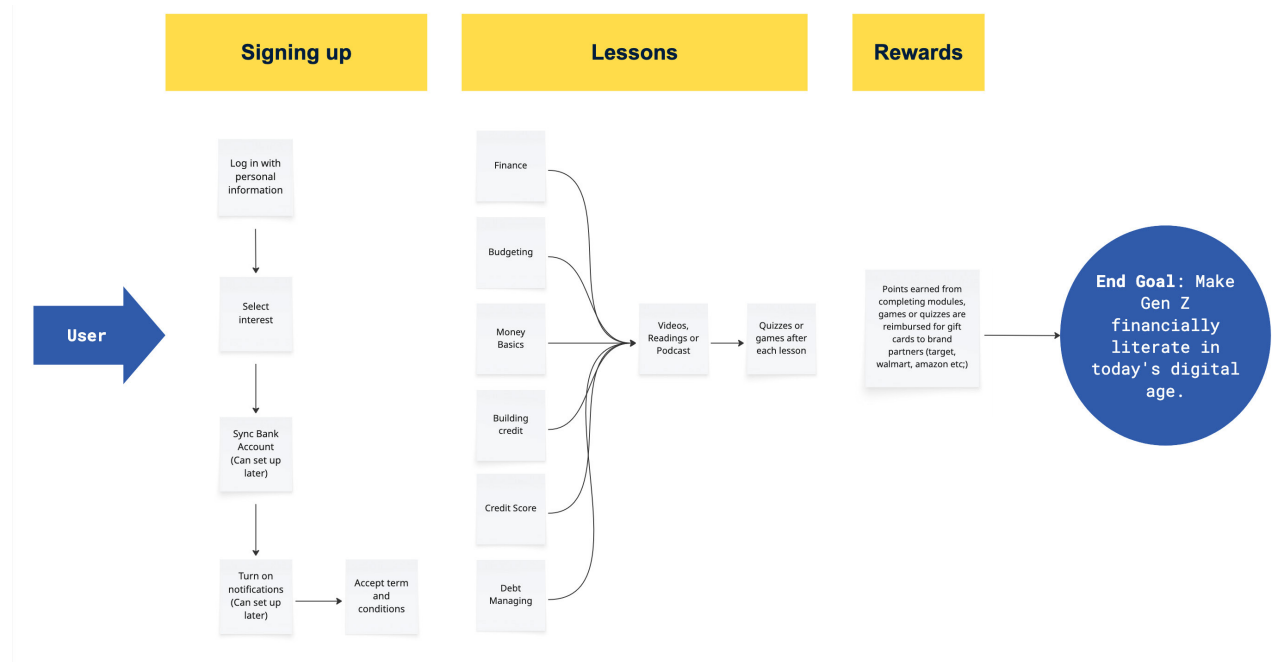 Signing up
Lessons
Rewards
User
Log in with
personal
information
Select
interest
Sync Bank
Account
(Can set up
later)
Turn on
notifications
(Can set up
later)
Accept term
and
conditions
Finance
Budgeting
Money
Basics
Building
credit
Credit Score
Debt
Managing
Videos,
Readings or
Podcast
Quizzes or
games after
each lesson
Points earned from
completing modules,
games or quizzes are
reimbursed for gift
cards to brand
partners (target,
walmart, amazon etc;)
End Goal: Make
Gen Z
financially
literate in
today's digital
age.